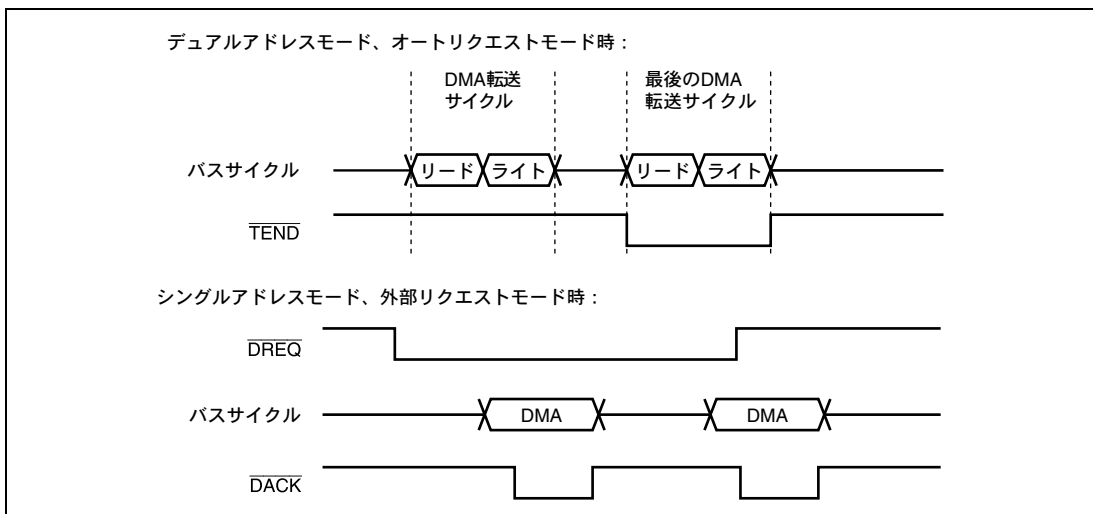 デュアルアドレスモード、オートリクエストモード時：
DMA転送
サイクル
最後のDMA
転送サイクル
バスサイクル
リード
ライト
リード
ライト
TEND
シングルアドレスモード、外部リクエストモード時：
DREQ
バスサイクル
DMA
DMA
DACK